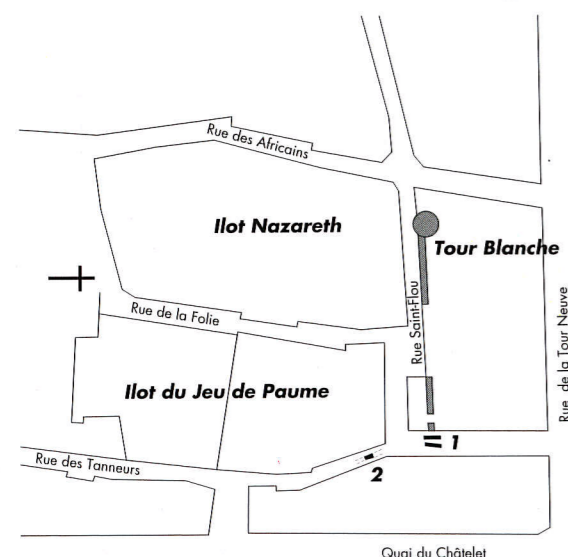 Rue des Africains
Ilot Nazareth
Tour Blanche
Rue de la Folie
Rue Saint-Flou
Rue de la Tour Neuve
Ilot du Jeu de Paume
1
Rue des Tanneurs
2
Quai du Châtelet